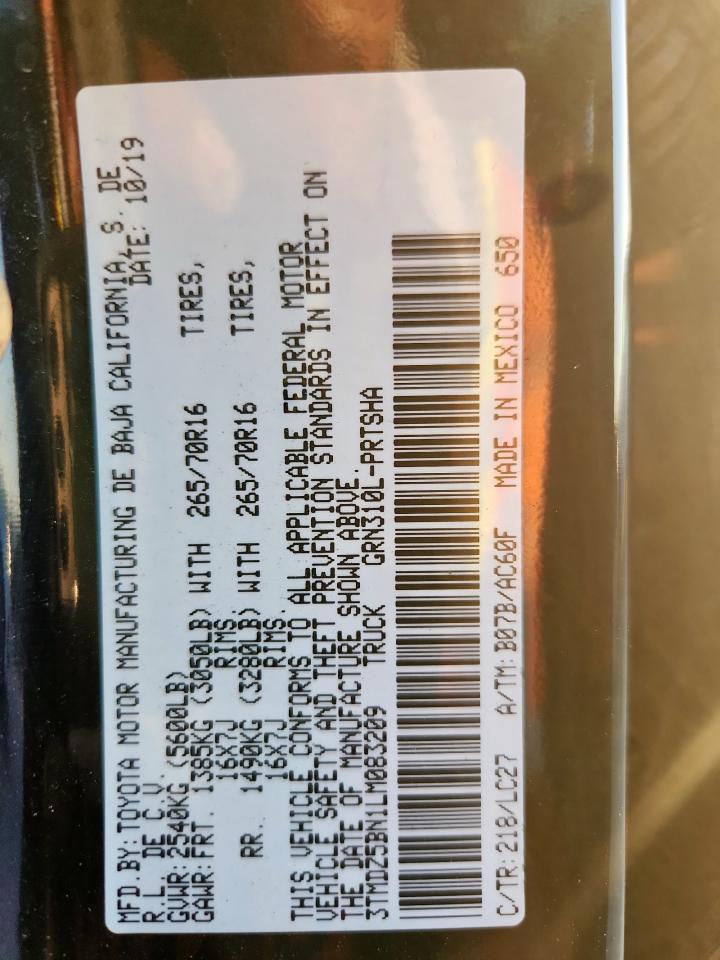 MFD BY: TOYOTA MOTOR MANUFACTURING DE BAJA CALIFORNIA, S. DE
R.L. DE C.V. DATE: 10/19
GVWR: 2540KG (5600LB)
GAWR: FRT. 1385KG (3050LB) WITH 265/70R16 TIRES,
16X7J RIMS.
RR. 1490KG (3280LB) WITH 265/70R16 TIRES,
16X7J RIMS.
THIS VEHICLE CONFORMS TO ALL APPLICABLE FEDERAL MOTOR
VEHICLE SAFETY AND THEFT PREVENTION STANDARDS IN EFFECT ON
THE DATE OF MANUFACTURE SHOWN ABOVE.
3TMDZ5BN1LM083209 TRUCK GRN310L-PRTSHA
C/TR: 218/LC27 A/TM: B07B/AC60F MADE IN MEXICO 650